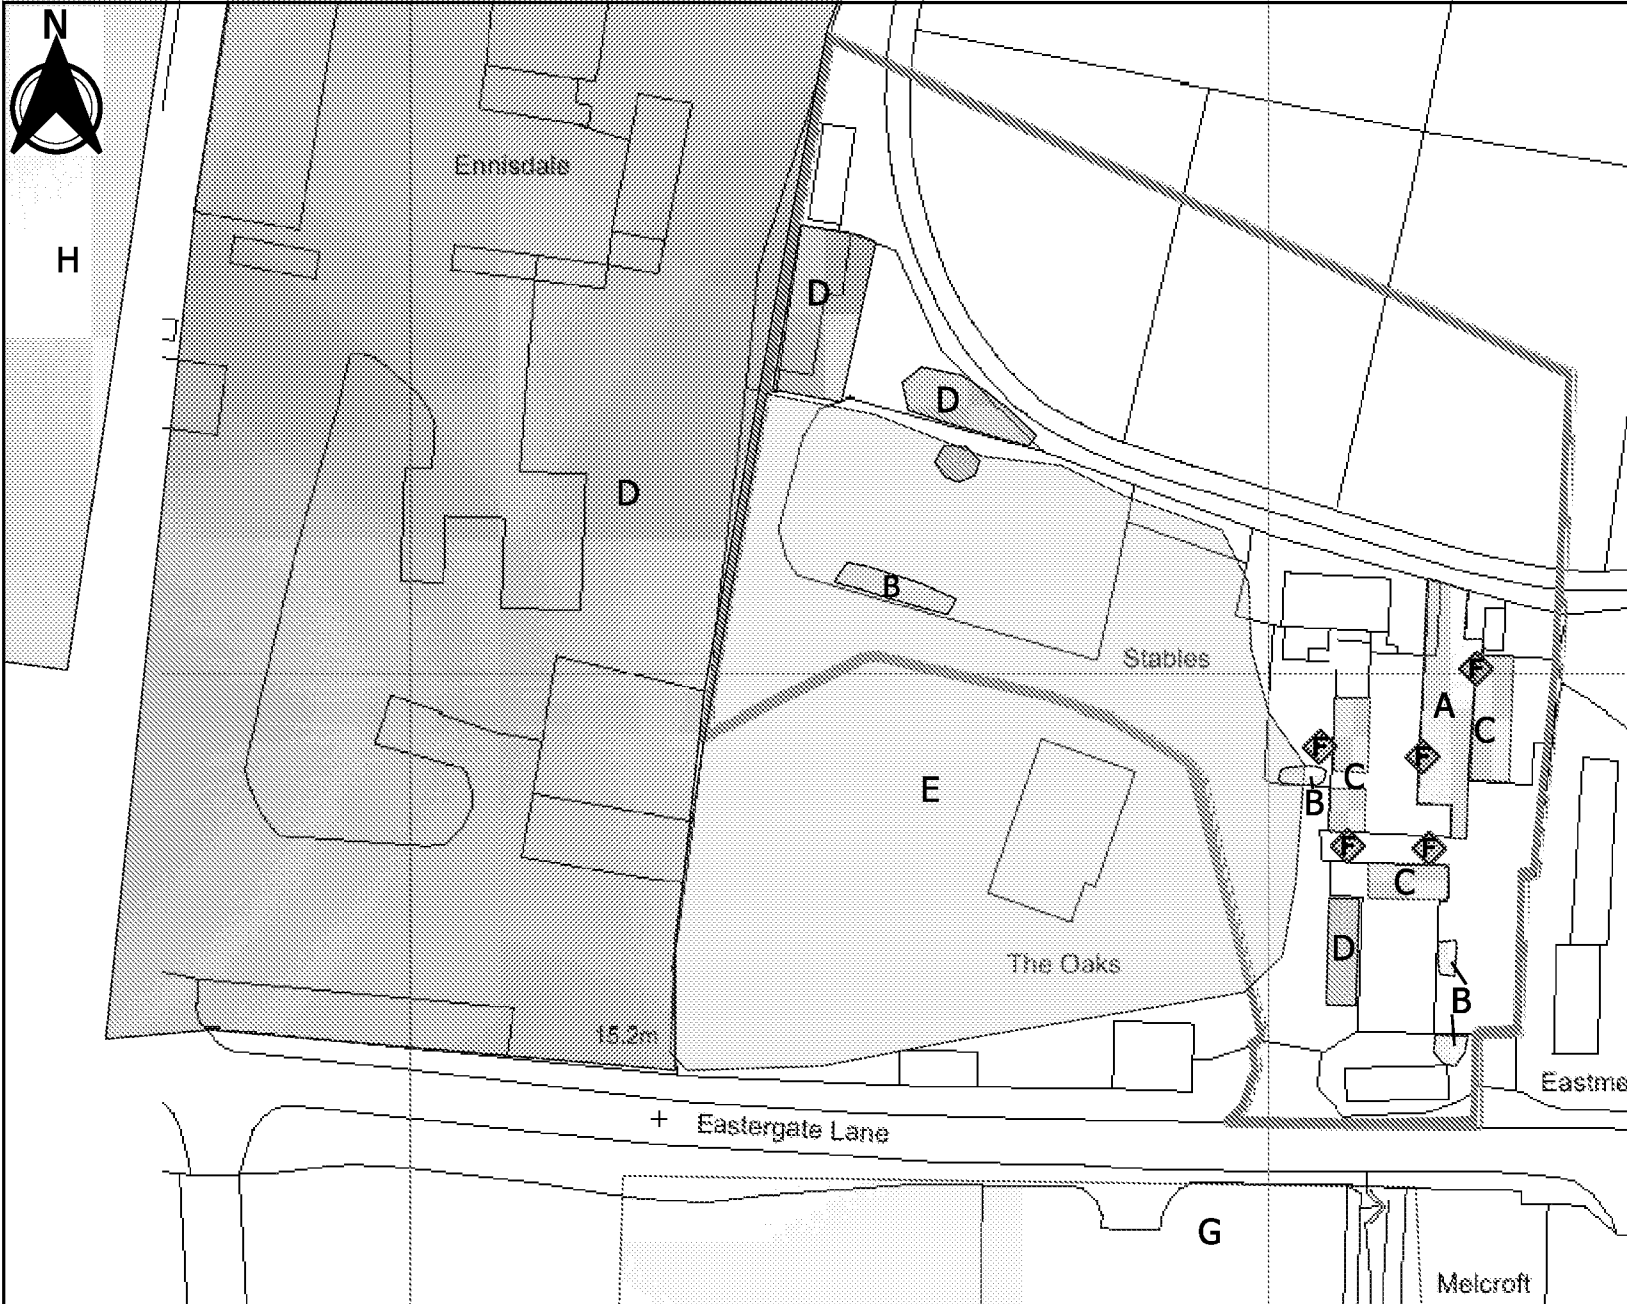 N
Ennisdale
H
D
D
D
B
Stables
F
A
C
F
F
C
B
E
F
F
C
D
The Oaks
B
15.2m
Eastme
Eastergate Lane
G
Melcroft